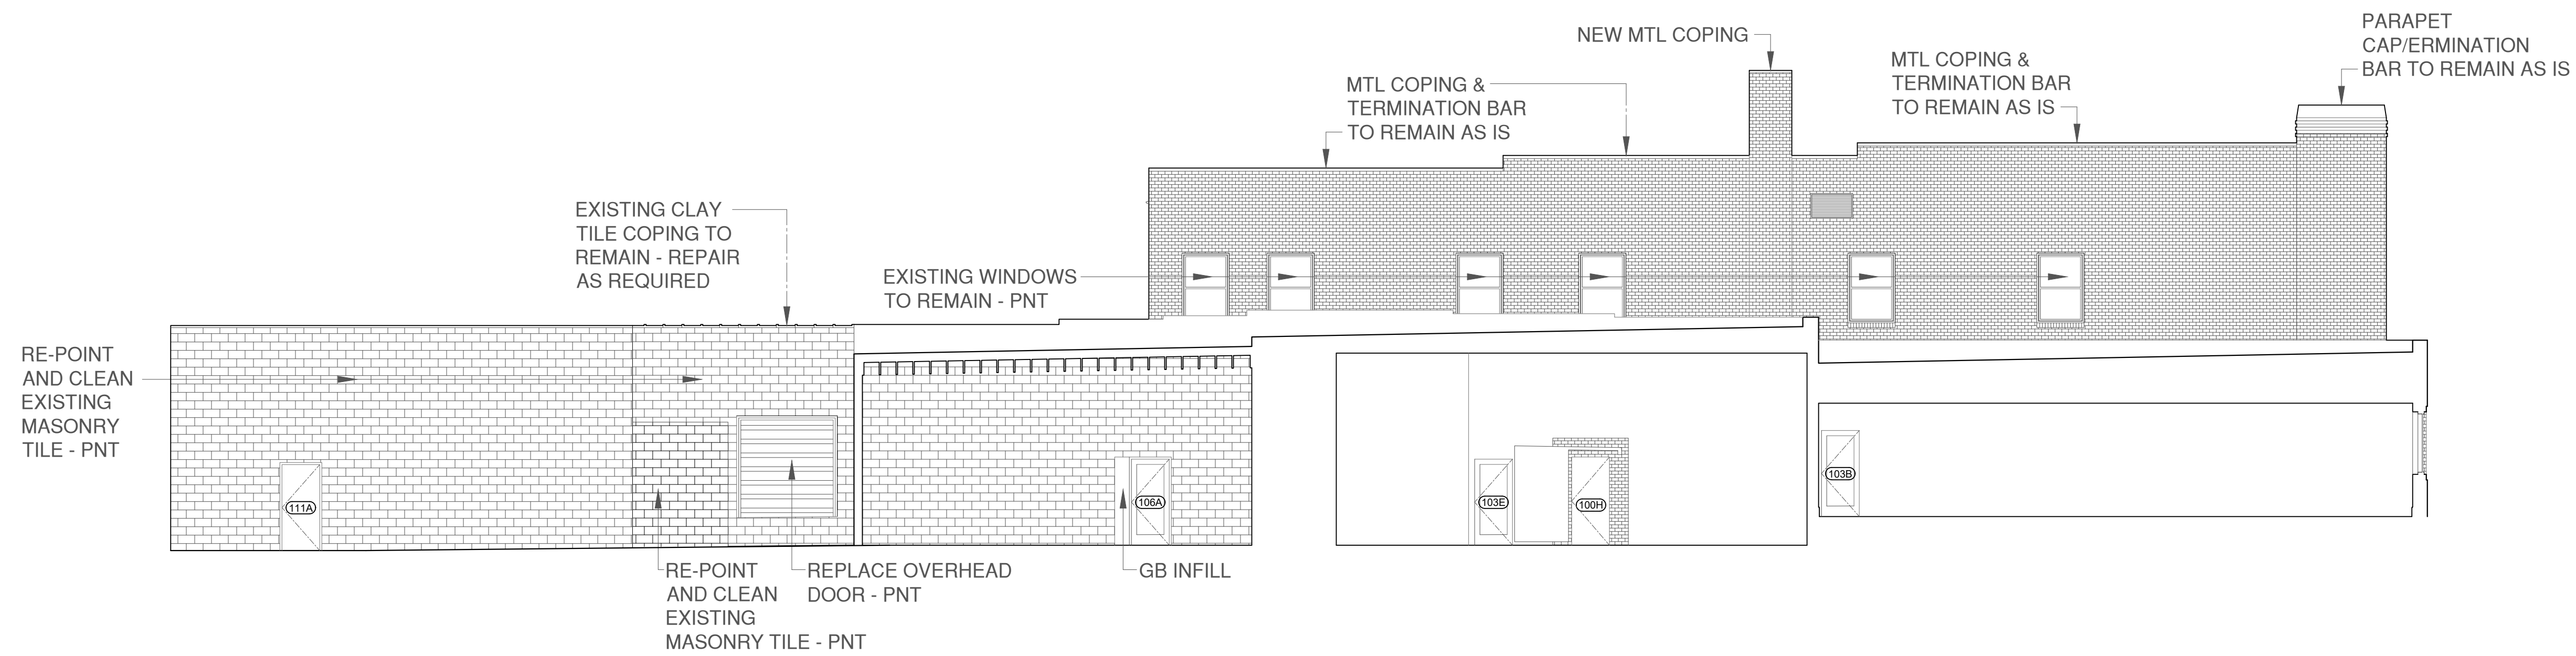 NEW MTL COPING
PARAPET
CAP/ERMINATION
BAR TO REMAIN AS IS
MTL COPING &
TERMINATION BAR
TO REMAIN AS IS
MTL COPING &
TERMINATION BAR
TO REMAIN AS IS
EXISTING CLAY
TILE COPING TO
REMAIN - REPAIR
AS REQUIRED
EXISTING WINDOWS
TO REMAIN - PNT
RE-POINT
AND CLEAN
EXISTING
MASONRY
TILE - PNT
111A
106A
103E
100H
103B
RE-POINT
AND CLEAN
EXISTING
MASONRY TILE - PNT
REPLACE OVERHEAD
DOOR - PNT
GB INFILL